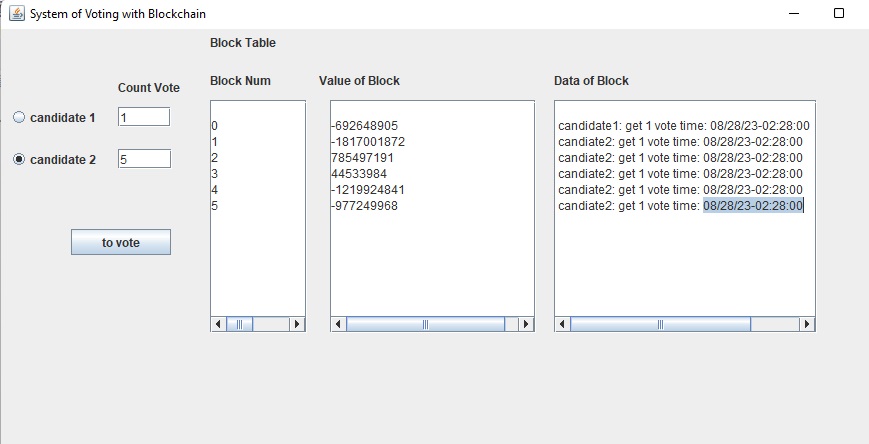 System of Voting with Blockchain
Block Table
Count Vote
Block Num
Value of Block
Data of Block
candidate 1
1
candidate 2
5
to vote
0
1
2
3
4
5
-692648905
-1817001872
785497191
44533984
-1219924841
-977249968
candidate1: get 1 vote time: 08/28/23-02:28:00
candiate2: get 1 vote time: 08/28/23-02:28:00
candiate2: get 1 vote time: 08/28/23-02:28:00
candiate2: get 1 vote time: 08/28/23-02:28:00
candiate2: get 1 vote time: 08/28/23-02:28:00
candiate2: get 1 vote time: 08/28/23-02:28:00